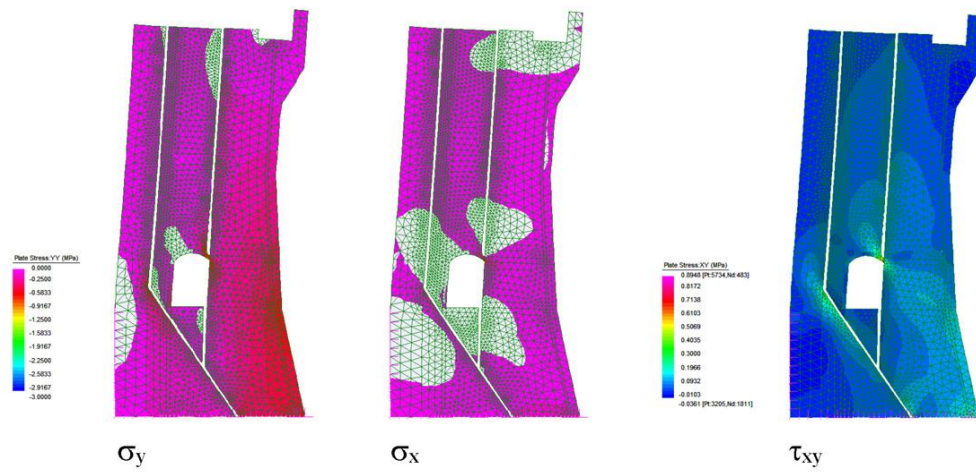 Plate Stress:YY (MPa)
0.0000
-0.2500
-0.5833
-0.9167
-1.2500
-1.5833
-1.9167
-2.2500
-2.5833
-2.9167
-3.0000
Plate Stress:XY (MPa)
0.8948 [Pt:5734,Nd:483]
0.8172
0.7138
0.6103
0.5069
0.4035
0.3000
0.1966
0.0932
-0.0103
-0.0361 [Pt:3205,Nd:1811]
σy
σx
τxy